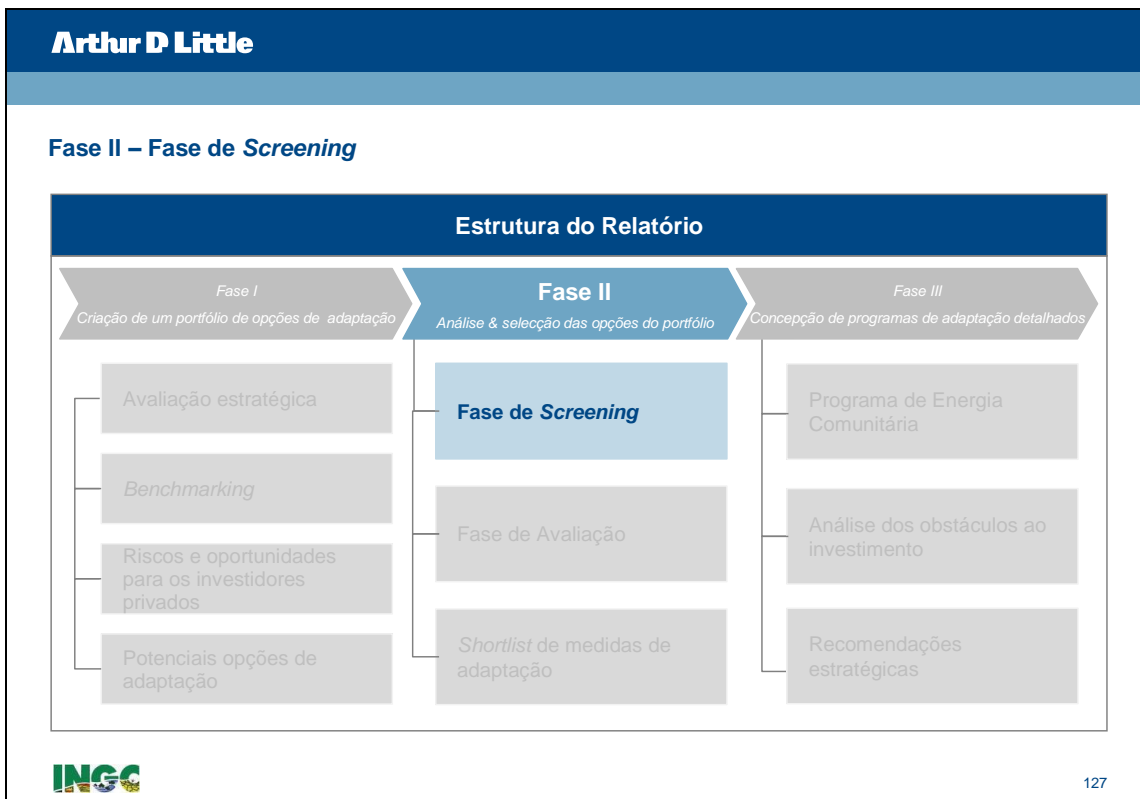 Arthur D Little
Fase II – Fase de Screening
Estrutura do Relatório
Fase I
Criação de um portfólio de opções de adaptação
Fase II
Análise & selecção das opções do portfólio
Fase III
Concepção de programas de adaptação detalhados
Avaliação estratégica
Benchmarking
Riscos e oportunidades
para os investidores
privados
Potenciais opções de
adaptação
Fase de Screening
Fase de Avaliação
Shortlist de medidas de
adaptação
Programa de Energia
Comunitária
Análise dos obstáculos ao
investimento
Recomendações
estratégicas
INGC
127